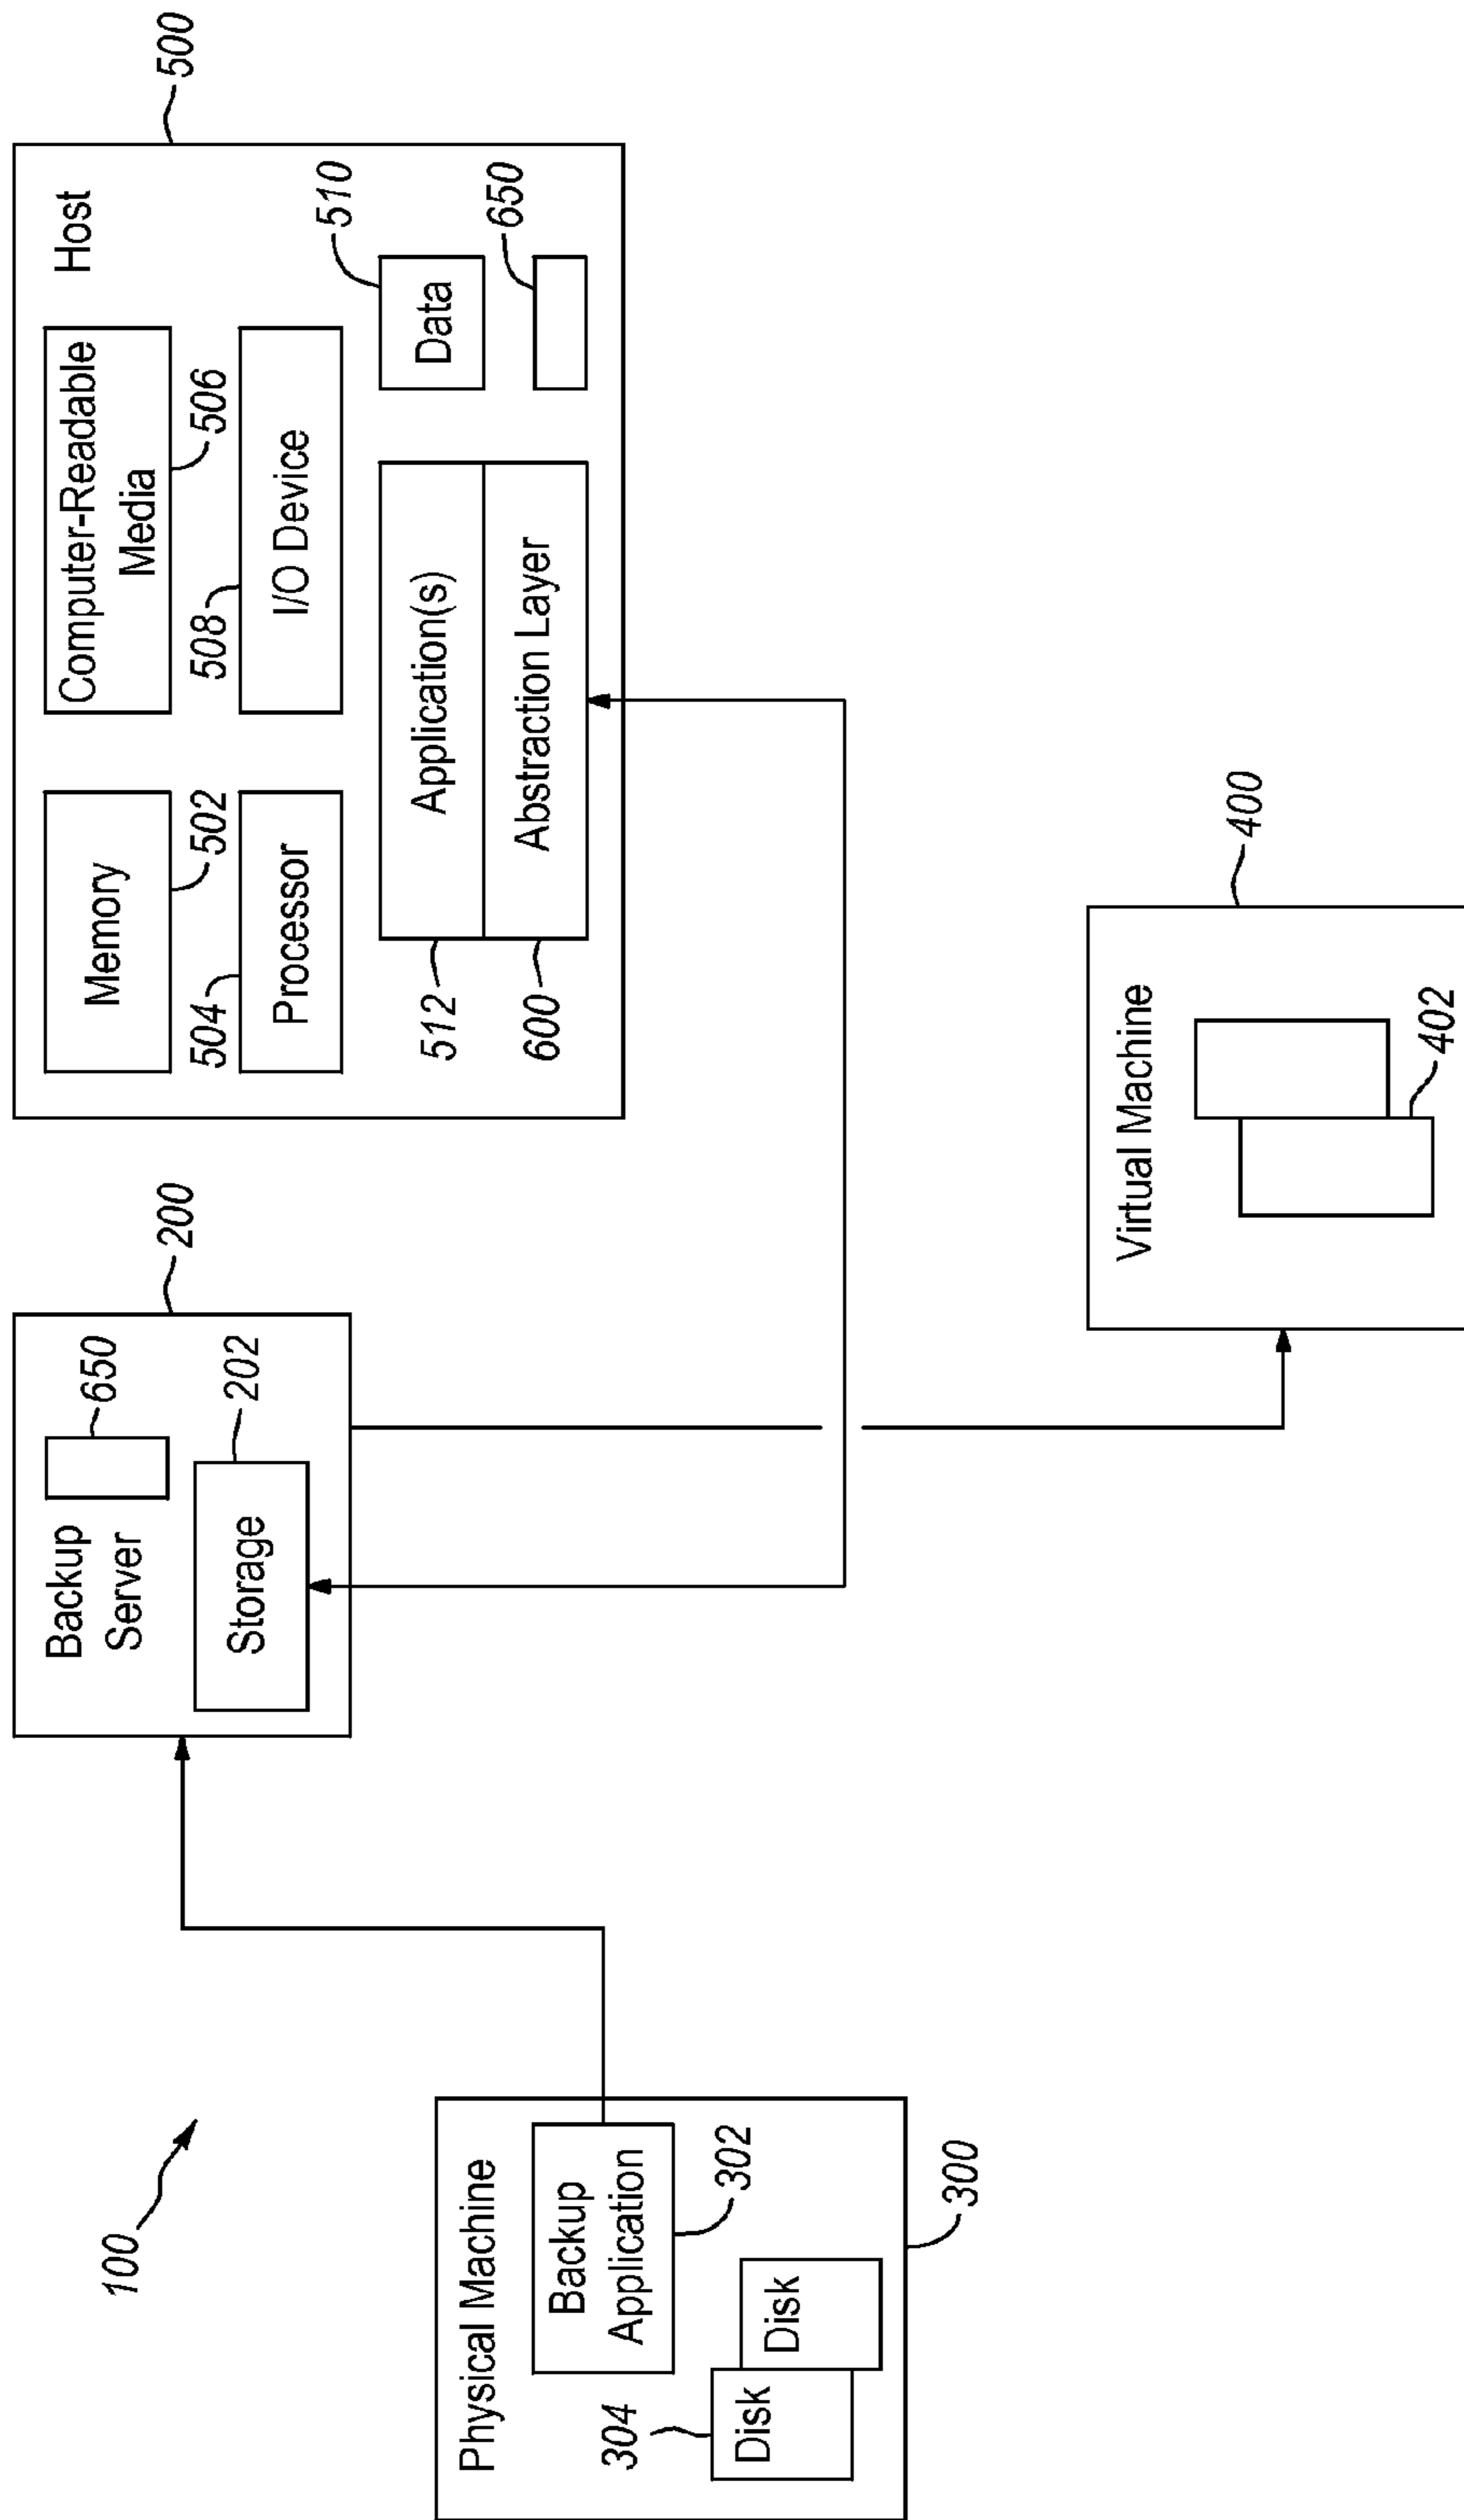 100
Physical Machine
Backup
Application
302
304
Disk
Disk
300
Backup
Server
650
Storage
202
200
Host
500
Memory
502
Computer-Readable
Media
506
504
Processor
508
I/O Device
Application(s)
512
Abstraction Layer
600
Data
510
650
Virtual Machine
400
402